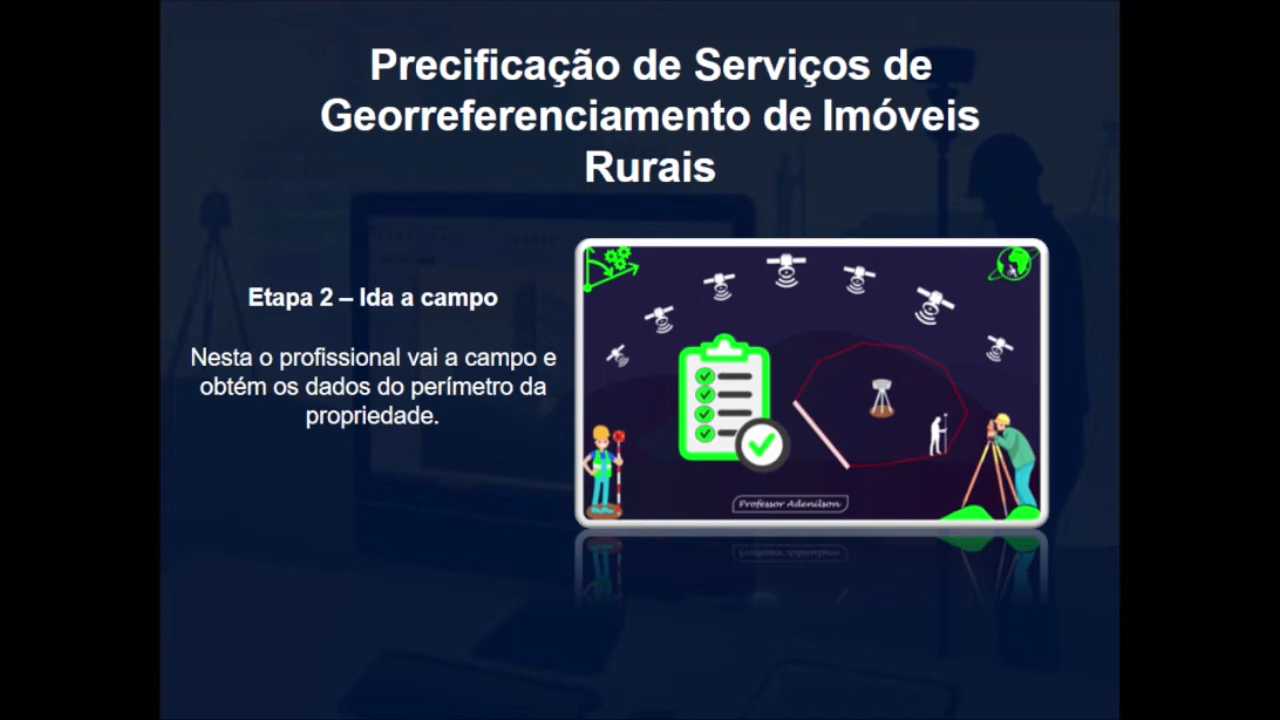 Precificação de Serviços de
Georreferenciamento de Imóveis
Rurais
Etapa 2 – Ida a campo
Nesta o profissional vai a campo e
obtém os dados do perímetro da
propriedade.
Professor Adenilson